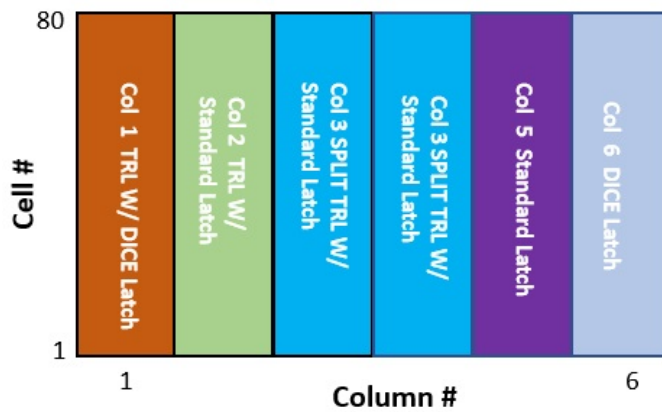 80
Cell #
1
Col 1 TRL W/ DICE Latch
Col 2 TRL W/
Standard Latch
Col 3 SPLIT TRL W/
Standard Latch
Col 3 SPLIT TRL W/
Standard Latch
Col 5 Standard Latch
Col 6 DICE Latch
1
6
Column #